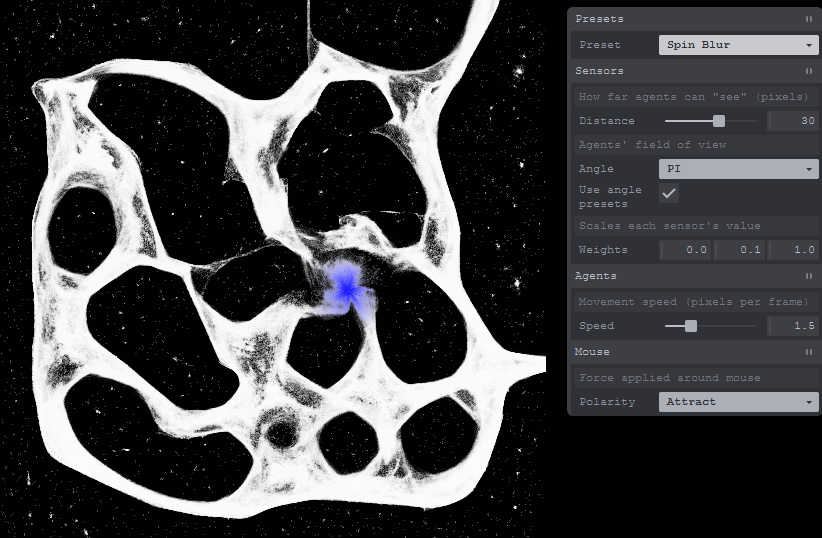 Presets
Preset Spin Blur
Sensors
How far agents can "see" (pixels)
Distance 30
Agents' field of view
Angle PI
Use angle
presets
Scales each sensor's value
Weights 0.0 0.1 1.0
Agents
Movement speed (pixels per frame)
Speed 1.5
Mouse
Force applied around mouse
Polarity Attract